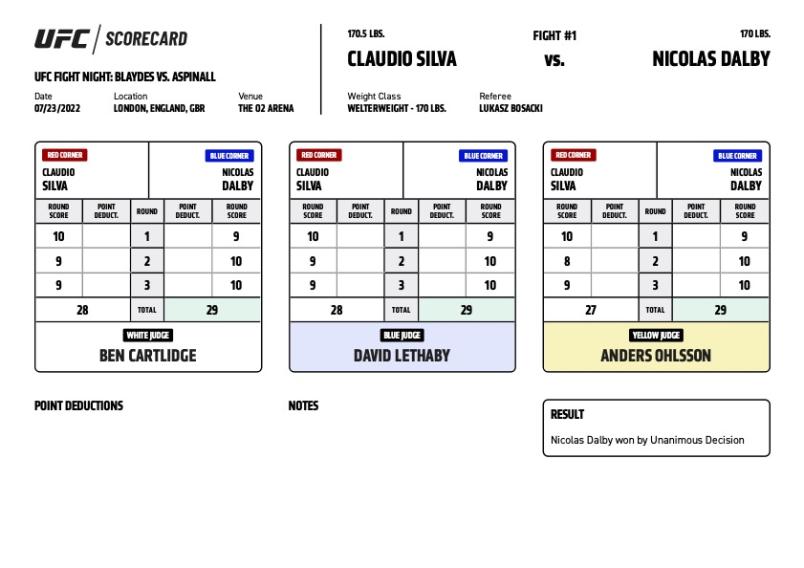 UFC / SCORECARD
UFC FIGHT NIGHT: BLAYDES VS. ASPINALL
Date Location Venue
07/23/2022 LONDON, ENGLAND, GBR THE O2 ARENA
170.5 LBS. FIGHT #1 170 LBS.
CLAUDIO SILVA VS. NICOLAS DALBY
Weight Class Referee
WELTERWEIGHT - 170 LBS. LUKASZ BOSACKI
RED CORNER BLUE CORNER
CLAUDIO NICOLAS
SILVA DALBY
ROUND SCORE POINT DEDUCT. ROUND POINT DEDUCT. ROUND SCORE
10 1 9
9 2 10
9 3 10
28 TOTAL 29
WHITE JUDGE
BEN CARTLIDGE
RED CORNER BLUE CORNER
CLAUDIO NICOLAS
SILVA DALBY
ROUND SCORE POINT DEDUCT. ROUND POINT DEDUCT. ROUND SCORE
10 1 9
9 2 10
9 3 10
28 TOTAL 29
BLUE JUDGE
DAVID LETHABY
RED CORNER BLUE CORNER
CLAUDIO NICOLAS
SILVA DALBY
ROUND SCORE POINT DEDUCT. ROUND POINT DEDUCT. ROUND SCORE
10 1 9
8 2 10
9 3 10
27 TOTAL 29
YELLOW JUDGE
ANDERS OHLSSON
POINT DEDUCTIONS
NOTES
RESULT
Nicolas Dalby won by Unanimous Decision